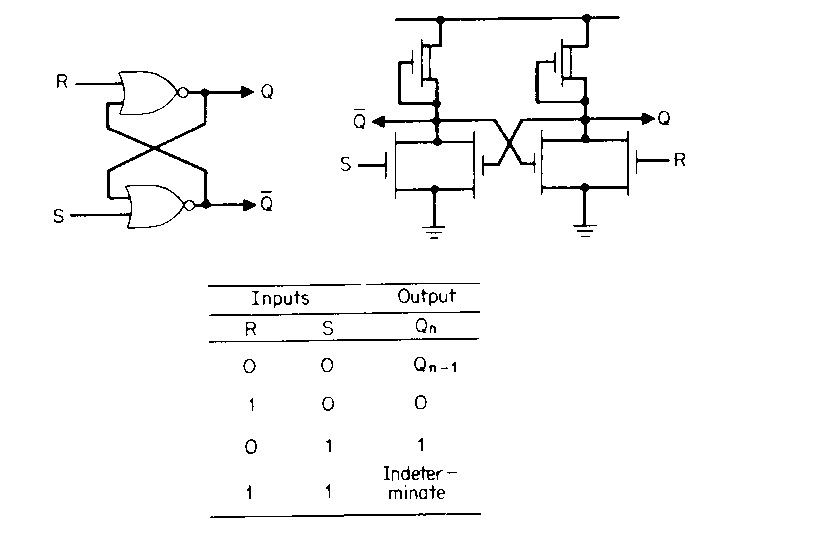 R
Q
S
Q̄
Q̄
Q
S
R
Inputs Output
R S Qn
0 0 Qn-1
1 0 0
0 1 1
Indeter-
1 1 minate